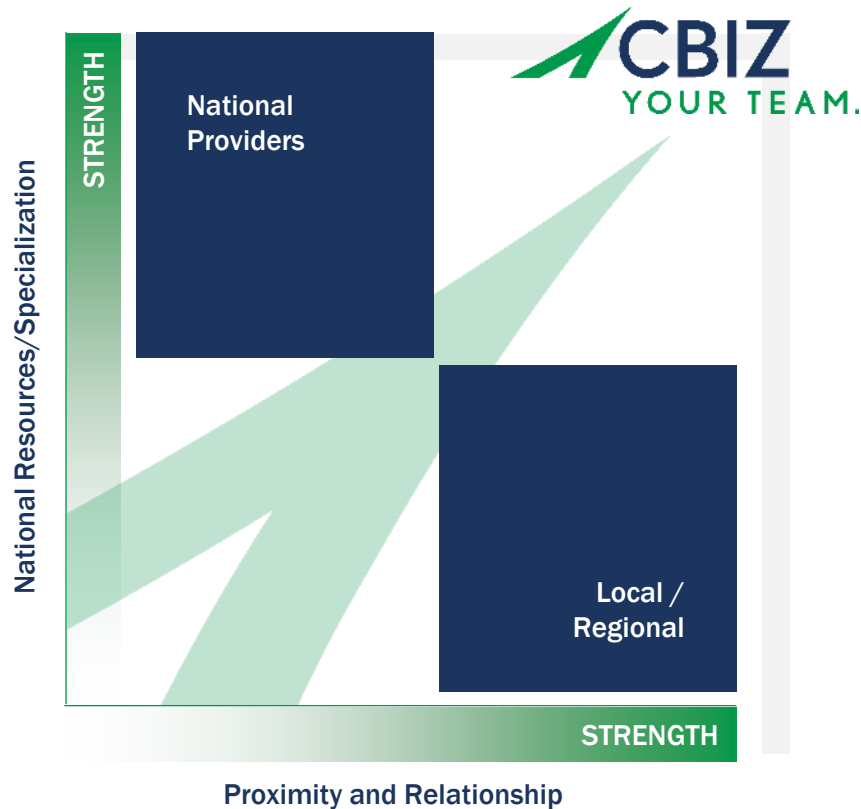 CBIZ
YOUR TEAM.
STRENGTH
National
Providers
National Resources/Specialization
Local /
Regional
STRENGTH
Proximity and Relationship